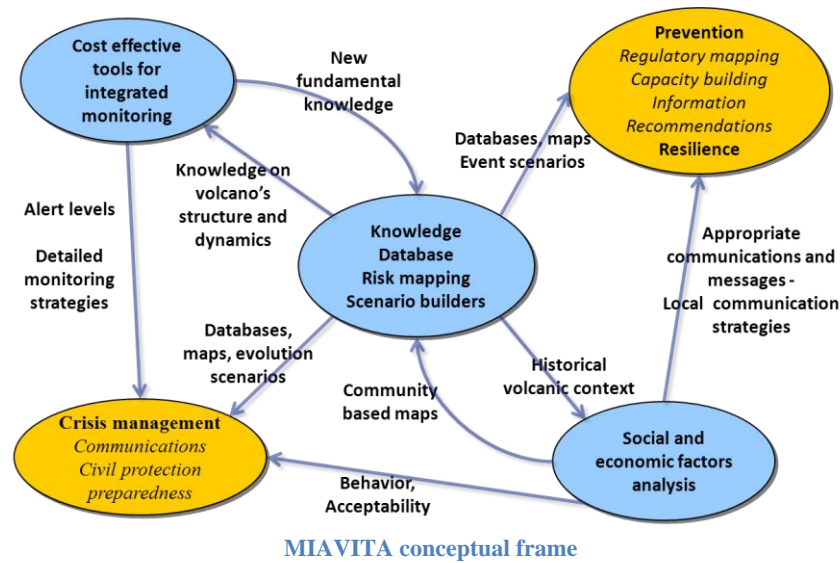 Cost effective
tools for
integrated
monitoring
New
fundamental
knowledge
Prevention
Regulatory mapping
Capacity building
Information
Recommendations
Resilience
Databases, maps
Event scenarios
Knowledge on
volcano's
structure and
dynamics
Alert levels
Detailed
monitoring
strategies
Knowledge
Database
Risk mapping
Scenario builders
Appropriate
communications and
messages -
Local communication
strategies
Databases,
maps, evolution
scenarios
Community
based maps
Historical
volcanic context
Crisis management
Communications
Civil protection
preparedness
Social and
economic factors
analysis
Behavior,
Acceptability
MIAVITA conceptual frame